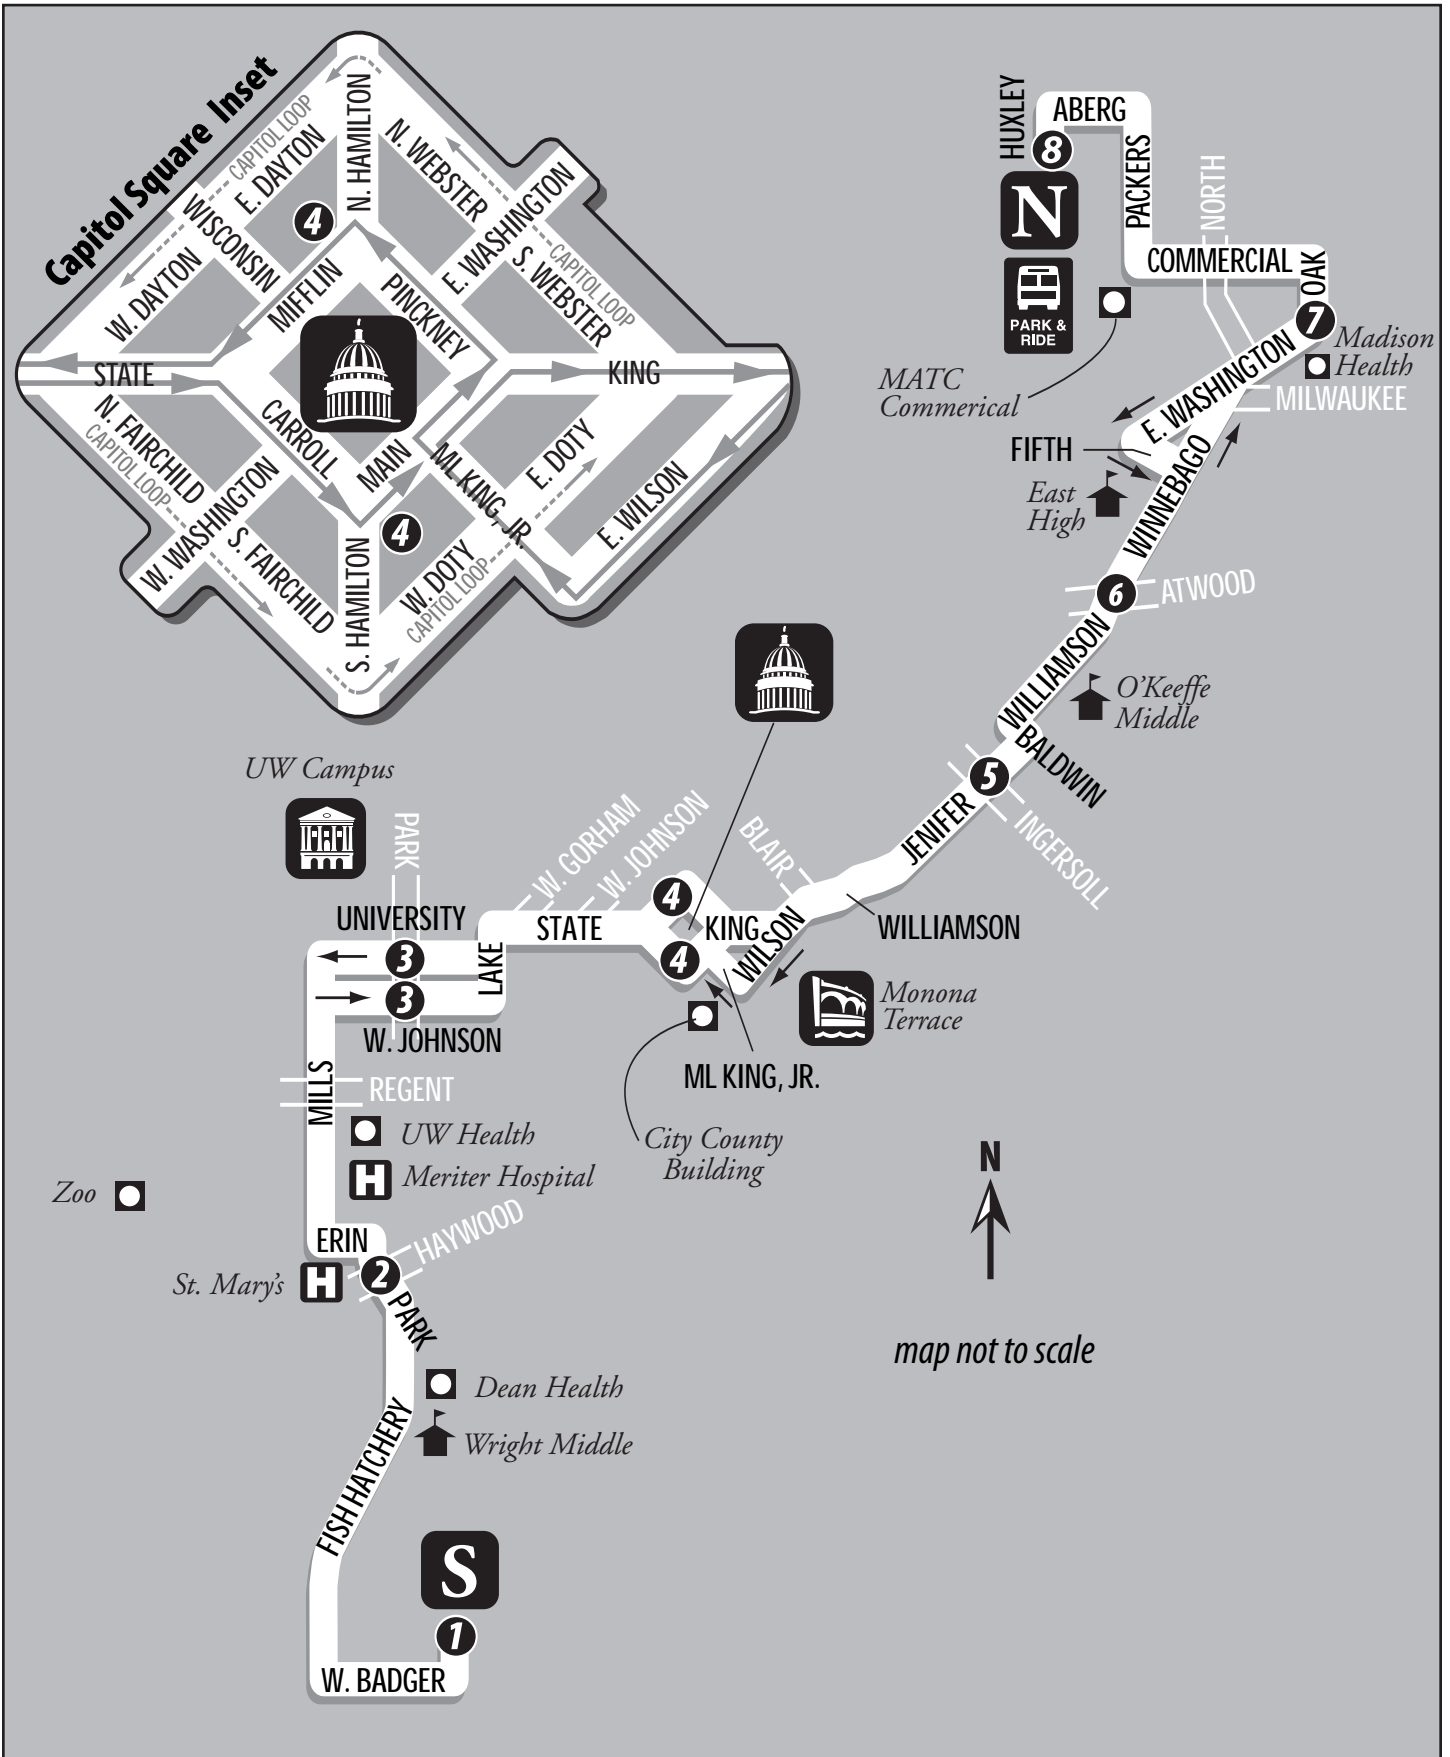 Capitol Square Inset
CAPITOL LOOP
E. DAYTON
N. HAMILTON
N. WEBSTER
E. WASHINGTON
WISCONSIN
4
W. DAYTON
MIFFLIN
PINCKNEY
S. WEBSTER
CAPITOL LOOP
STATE
KING
N. FAIRCHILD
CAPITOL LOOP
CARROLL
MAIN
ML KING, JR.
E. DOTY
E. WILSON
W. WASHINGTON
S. FAIRCHILD
4
S. HAMILTON
W. DOTY
CAPITOL LOOP
HUXLEY
ABERG
8
N
PARK &
RIDE
PACKERS
NORTH
COMMERCIAL
OAK
7
Madison
Health
MATC
Commerical
E. WASHINGTON
MILWAUKEE
FIFTH
East
High
WINNEBAGO
6
ATWOOD
WILLIAMSON
O'Keeffe
Middle
BALDWIN
5
JENIFER
INGERSOLL
UW Campus
PARK
W. GORHAM
W. JOHNSON
BLAIR
UNIVERSITY
3
3
W. JOHNSON
LAKE
STATE
4
KING
4
WILSON
WILLIAMSON
Monona
Terrace
ML KING, JR.
City County
Building
MILLS
REGENT
UW Health
H
Meriter Hospital
Zoo
ERIN
HAYWOOD
St. Mary's
H
2
PARK
N
map not to scale
Dean Health
Wright Middle
FISH HATCHERY
S
1
W. BADGER